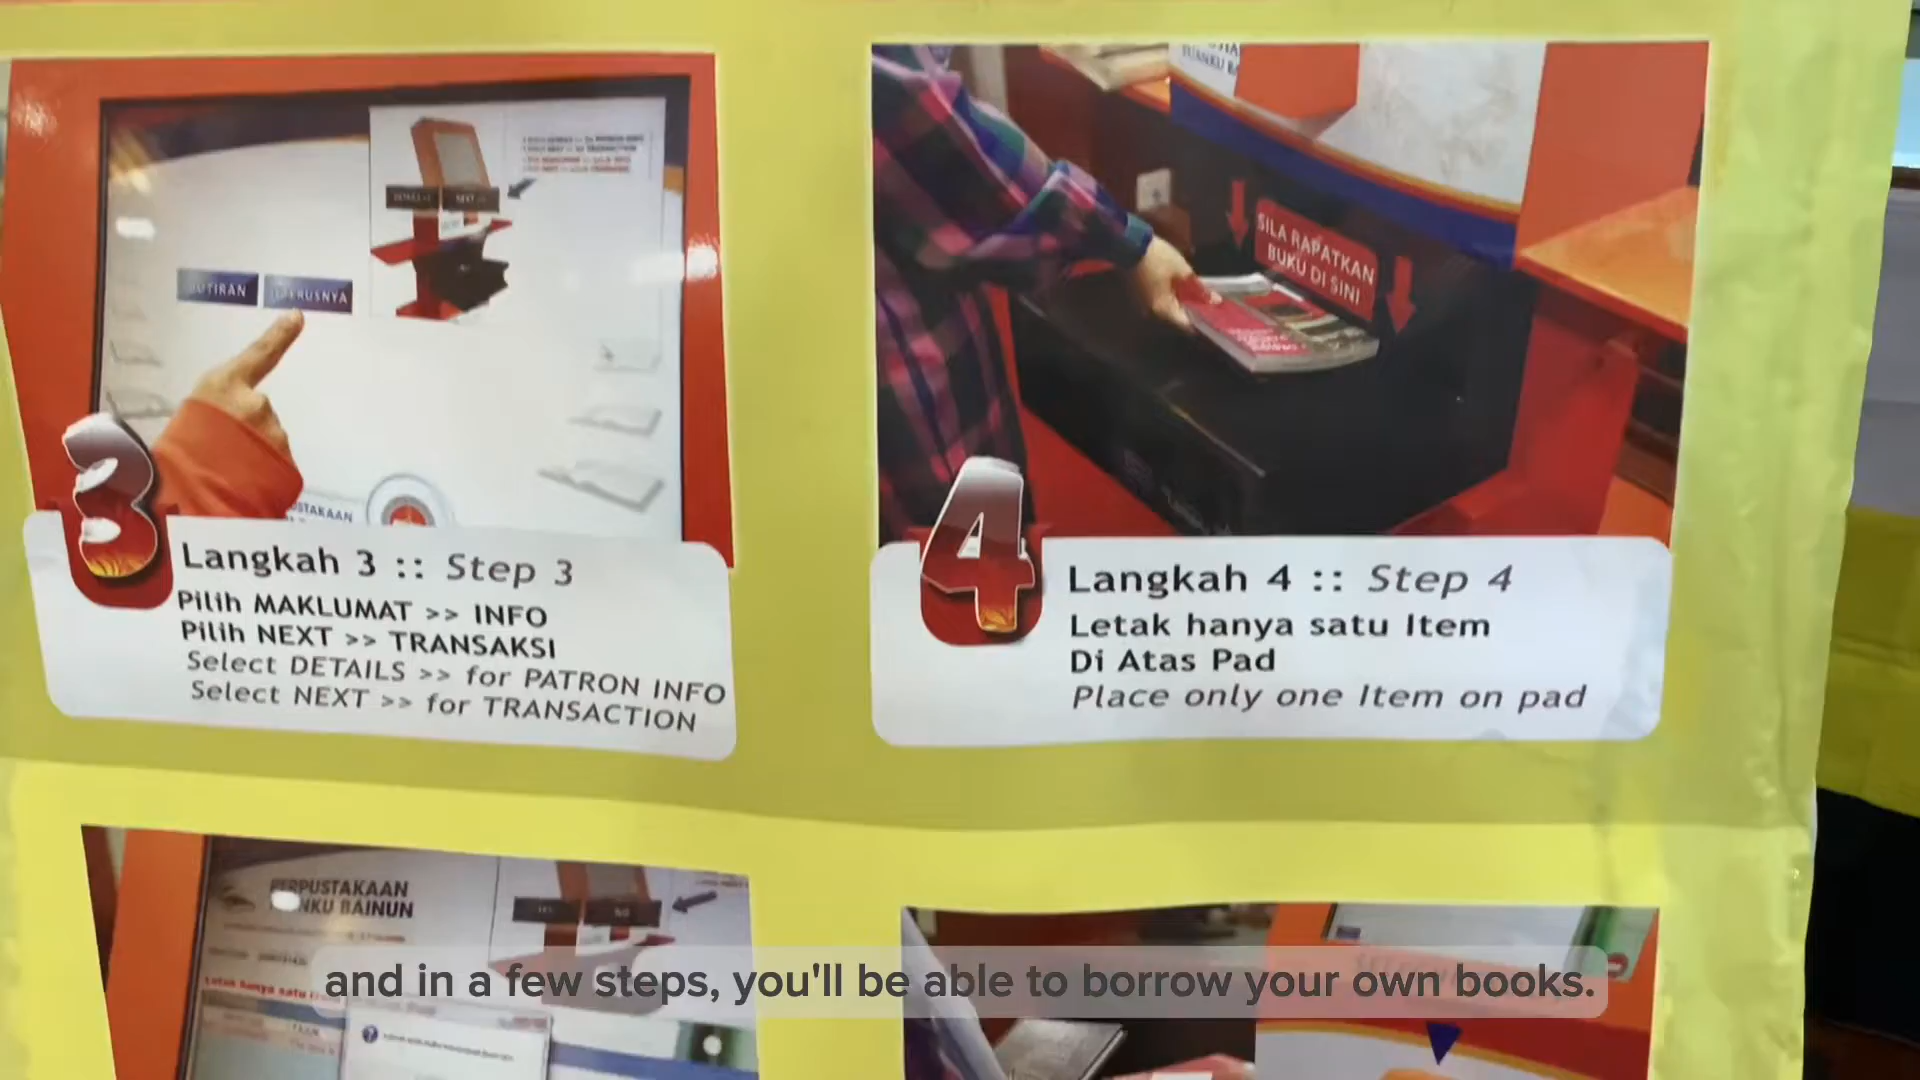 SILA RAPATKAN
BUKU DI SINI
3
Langkah 3 :: Step 3
Pilih MAKLUMAT >> INFO
Pilih NEXT >> TRANSAKSI
Select DETAILS >> for PATRON INFO
Select NEXT >> for TRANSACTION
4
Langkah 4 :: Step 4
Letak hanya satu Item
Di Atas Pad
Place only one Item on pad
PERPUSTAKAAN
BAINUN
and in a few steps, you'll be able to borrow your own books.